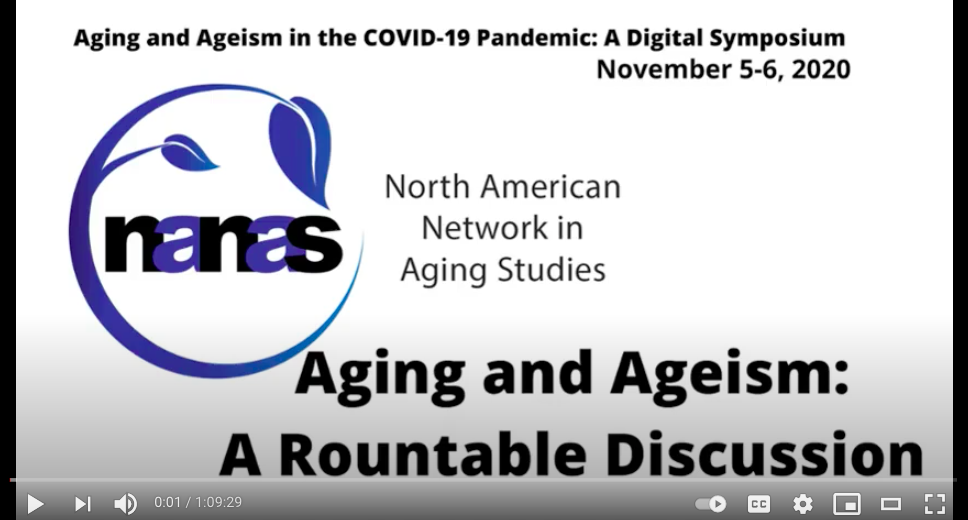 Aging and Ageism in the COVID-19 Pandemic: A Digital Symposium
November 5-6, 2020
nanas
North American
Network in
Aging Studies
Aging and Ageism:
A Rountable Discussion
0:01 / 1:09:29
CC